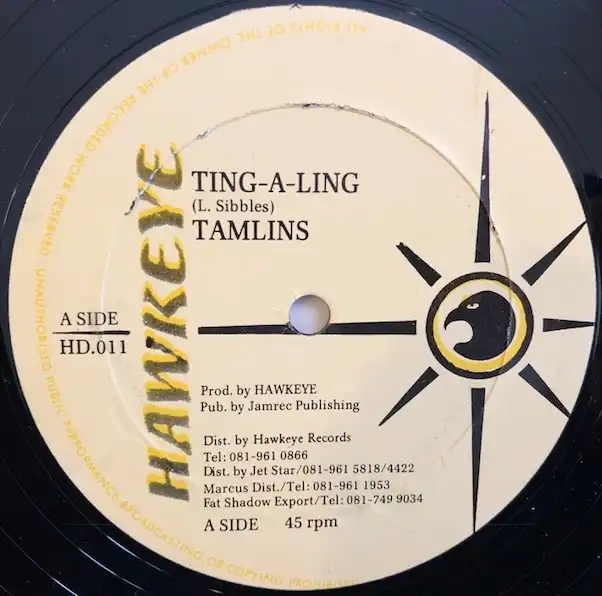 ALL RIGHTS OF THE OWNER OF THE RECORDED WORK RESERVED UNAUTHORISED PUBLIC PERFORMANCE BROADCASTING OR COPYING PROHIBITED
HAWKEYE
TING-A-LING
(L. Sibbles)
TAMLINS
A SIDE
HD.011
Prod. by HAWKEYE
Pub. by Jamrec Publishing
Dist. by Hawkeye Records
Tel: 081-961 0866
Dist. by Jet Star/081-961 5818/4422
Marcus Dist./Tel: 081-961 1953
Fat Shadow Export/Tel: 081-749 9034
A SIDE 45 rpm